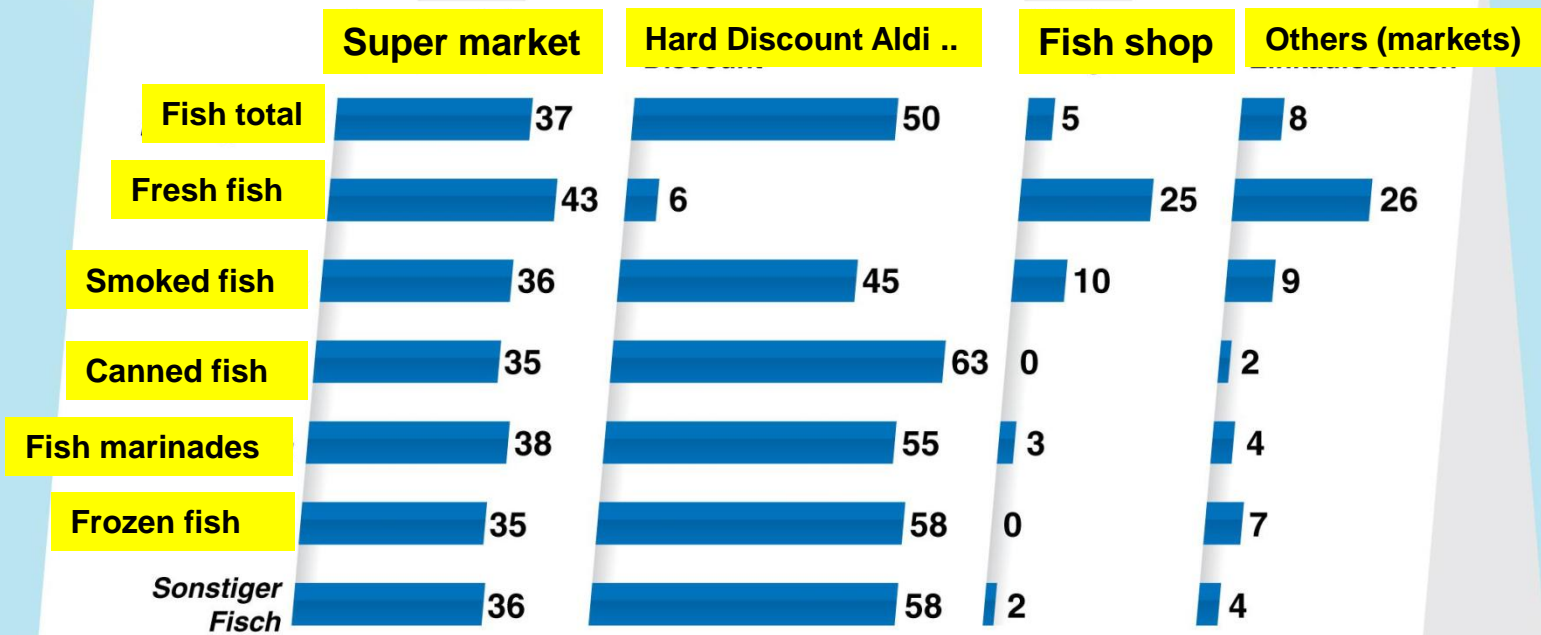 Super market Hard Discount Aldi .. Fish shop Others (markets)
Fish total 37 50 5 8
Fresh fish 43 6 25 26
Smoked fish 36 45 10 9
Canned fish 35 63 0 2
Fish marinades 38 55 3 4
Frozen fish 35 58 0 7
Sonstiger
Fisch 36 58 2 4